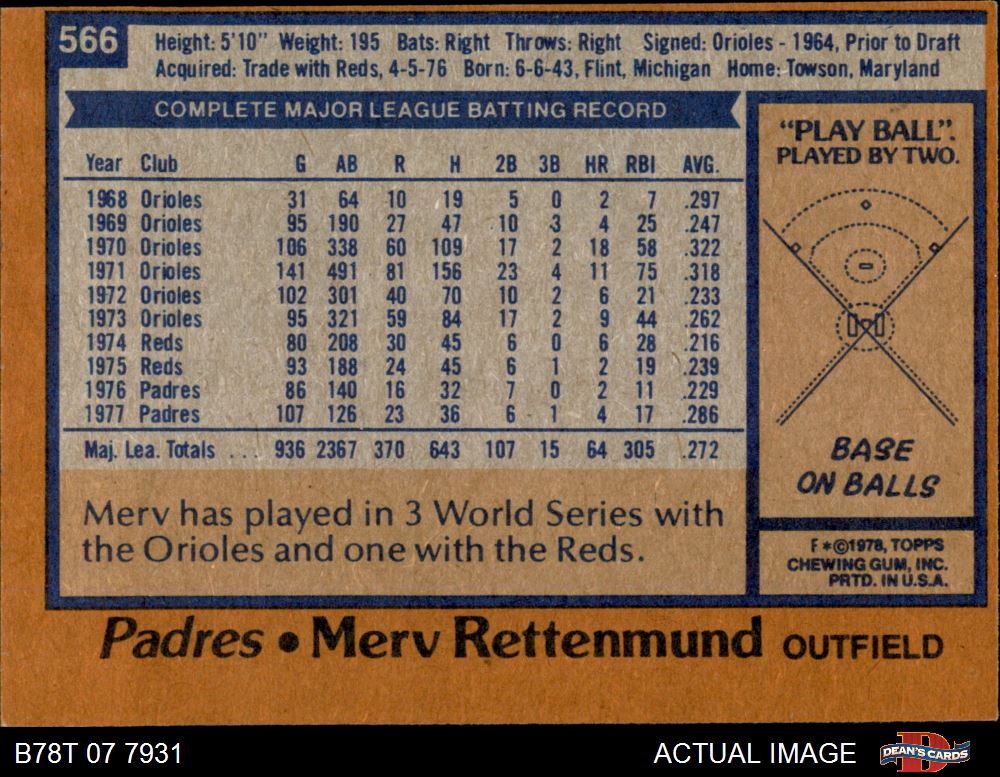 566
Height: 5'10" Weight: 195 Bats: Right Throws: Right Signed: Orioles - 1964, Prior to Draft
Acquired: Trade with Reds, 4-5-76 Born: 6-6-43, Flint, Michigan Home: Towson, Maryland
COMPLETE MAJOR LEAGUE BATTING RECORD
Year Club G AB R H 2B 3B HR RBI AVG.
1968 Orioles 31 64 10 19 5 0 2 7 .297
1969 Orioles 95 190 27 47 10 3 4 25 .247
1970 Orioles 106 338 60 109 17 2 18 58 .322
1971 Orioles 141 491 81 156 23 4 11 75 .318
1972 Orioles 102 301 40 70 10 2 6 21 .233
1973 Orioles 95 321 59 84 17 2 9 44 .262
1974 Reds 80 208 30 45 6 0 6 28 .216
1975 Reds 93 188 24 45 6 1 2 19 .239
1976 Padres 86 140 16 32 7 0 2 11 .229
1977 Padres 107 126 23 36 6 1 4 17 .286
Maj. Lea. Totals ... 936 2367 370 643 107 15 64 305 .272
Merv has played in 3 World Series with
the Orioles and one with the Reds.
"PLAY BALL".
PLAYED BY TWO.
BASE
ON BALLS
F*©1978, TOPPS
CHEWING GUM, INC.
PRTD. IN U.S.A.
Padres • Merv Rettenmund OUTFIELD
B78T 07 7931
ACTUAL IMAGE
D
DEAN'S CARDS